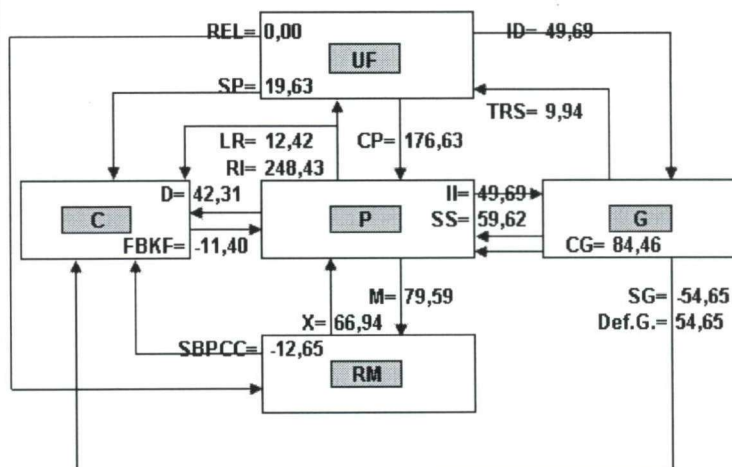 REL= 0,00
ID= 49,69
UF
SP= 19,63
TRS= 9,94
LR= 12,42
CP= 176,63
RI= 248,43
D= 42,31
II= 49,69
C
P
SS= 59,62
G
FBKF= -11,40
CG= 84,46
M= 79,59
SG= -54,65
X= 66,94
Def.G.= 54,65
SBPCC= -12,65
RM